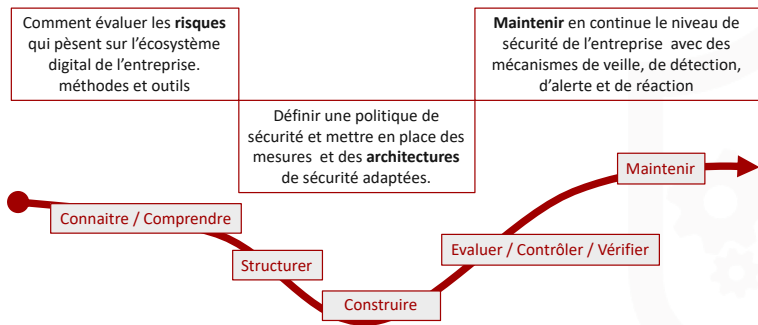 Comment évaluer les risques
qui pèsent sur l'écosystème
digital de l'entreprise.
méthodes et outils
Maintenir en continue le niveau de
sécurité de l'entreprise avec des
mécanismes de veille, de détection,
d'alerte et de réaction
Définir une politique de
sécurité et mettre en place des
mesures et des architectures
de sécurité adaptées.
Maintenir
Connaitre / Comprendre
Evaluer / Contrôler / Vérifier
Structurer
Construire